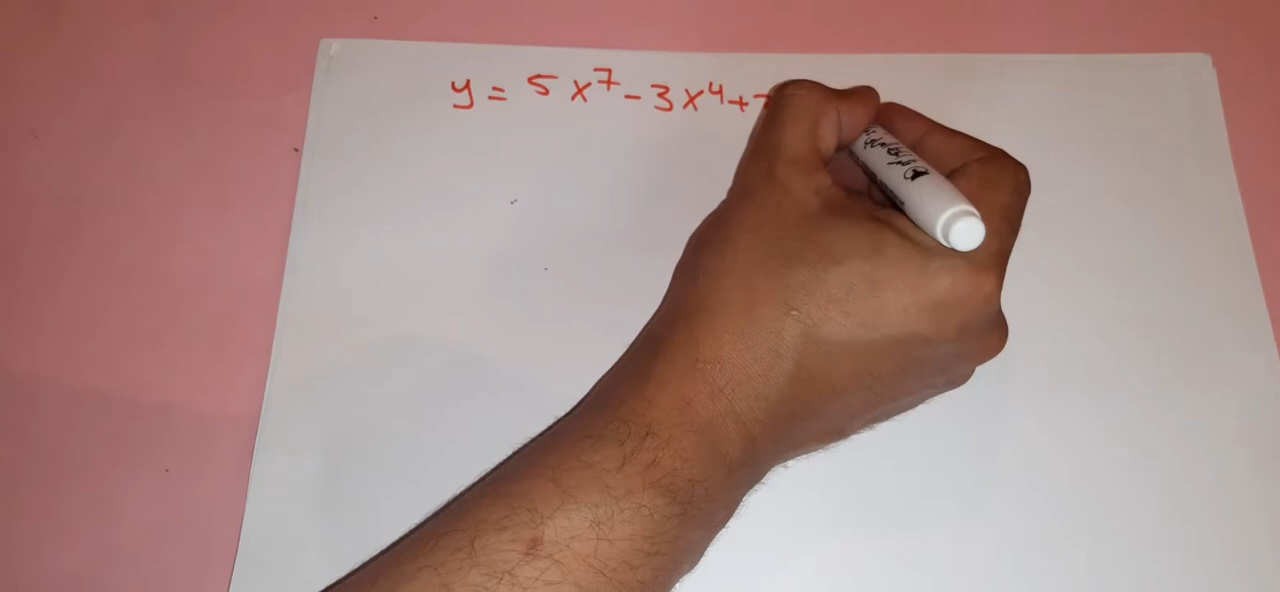 y = 5x⁷ - 3x⁴ +